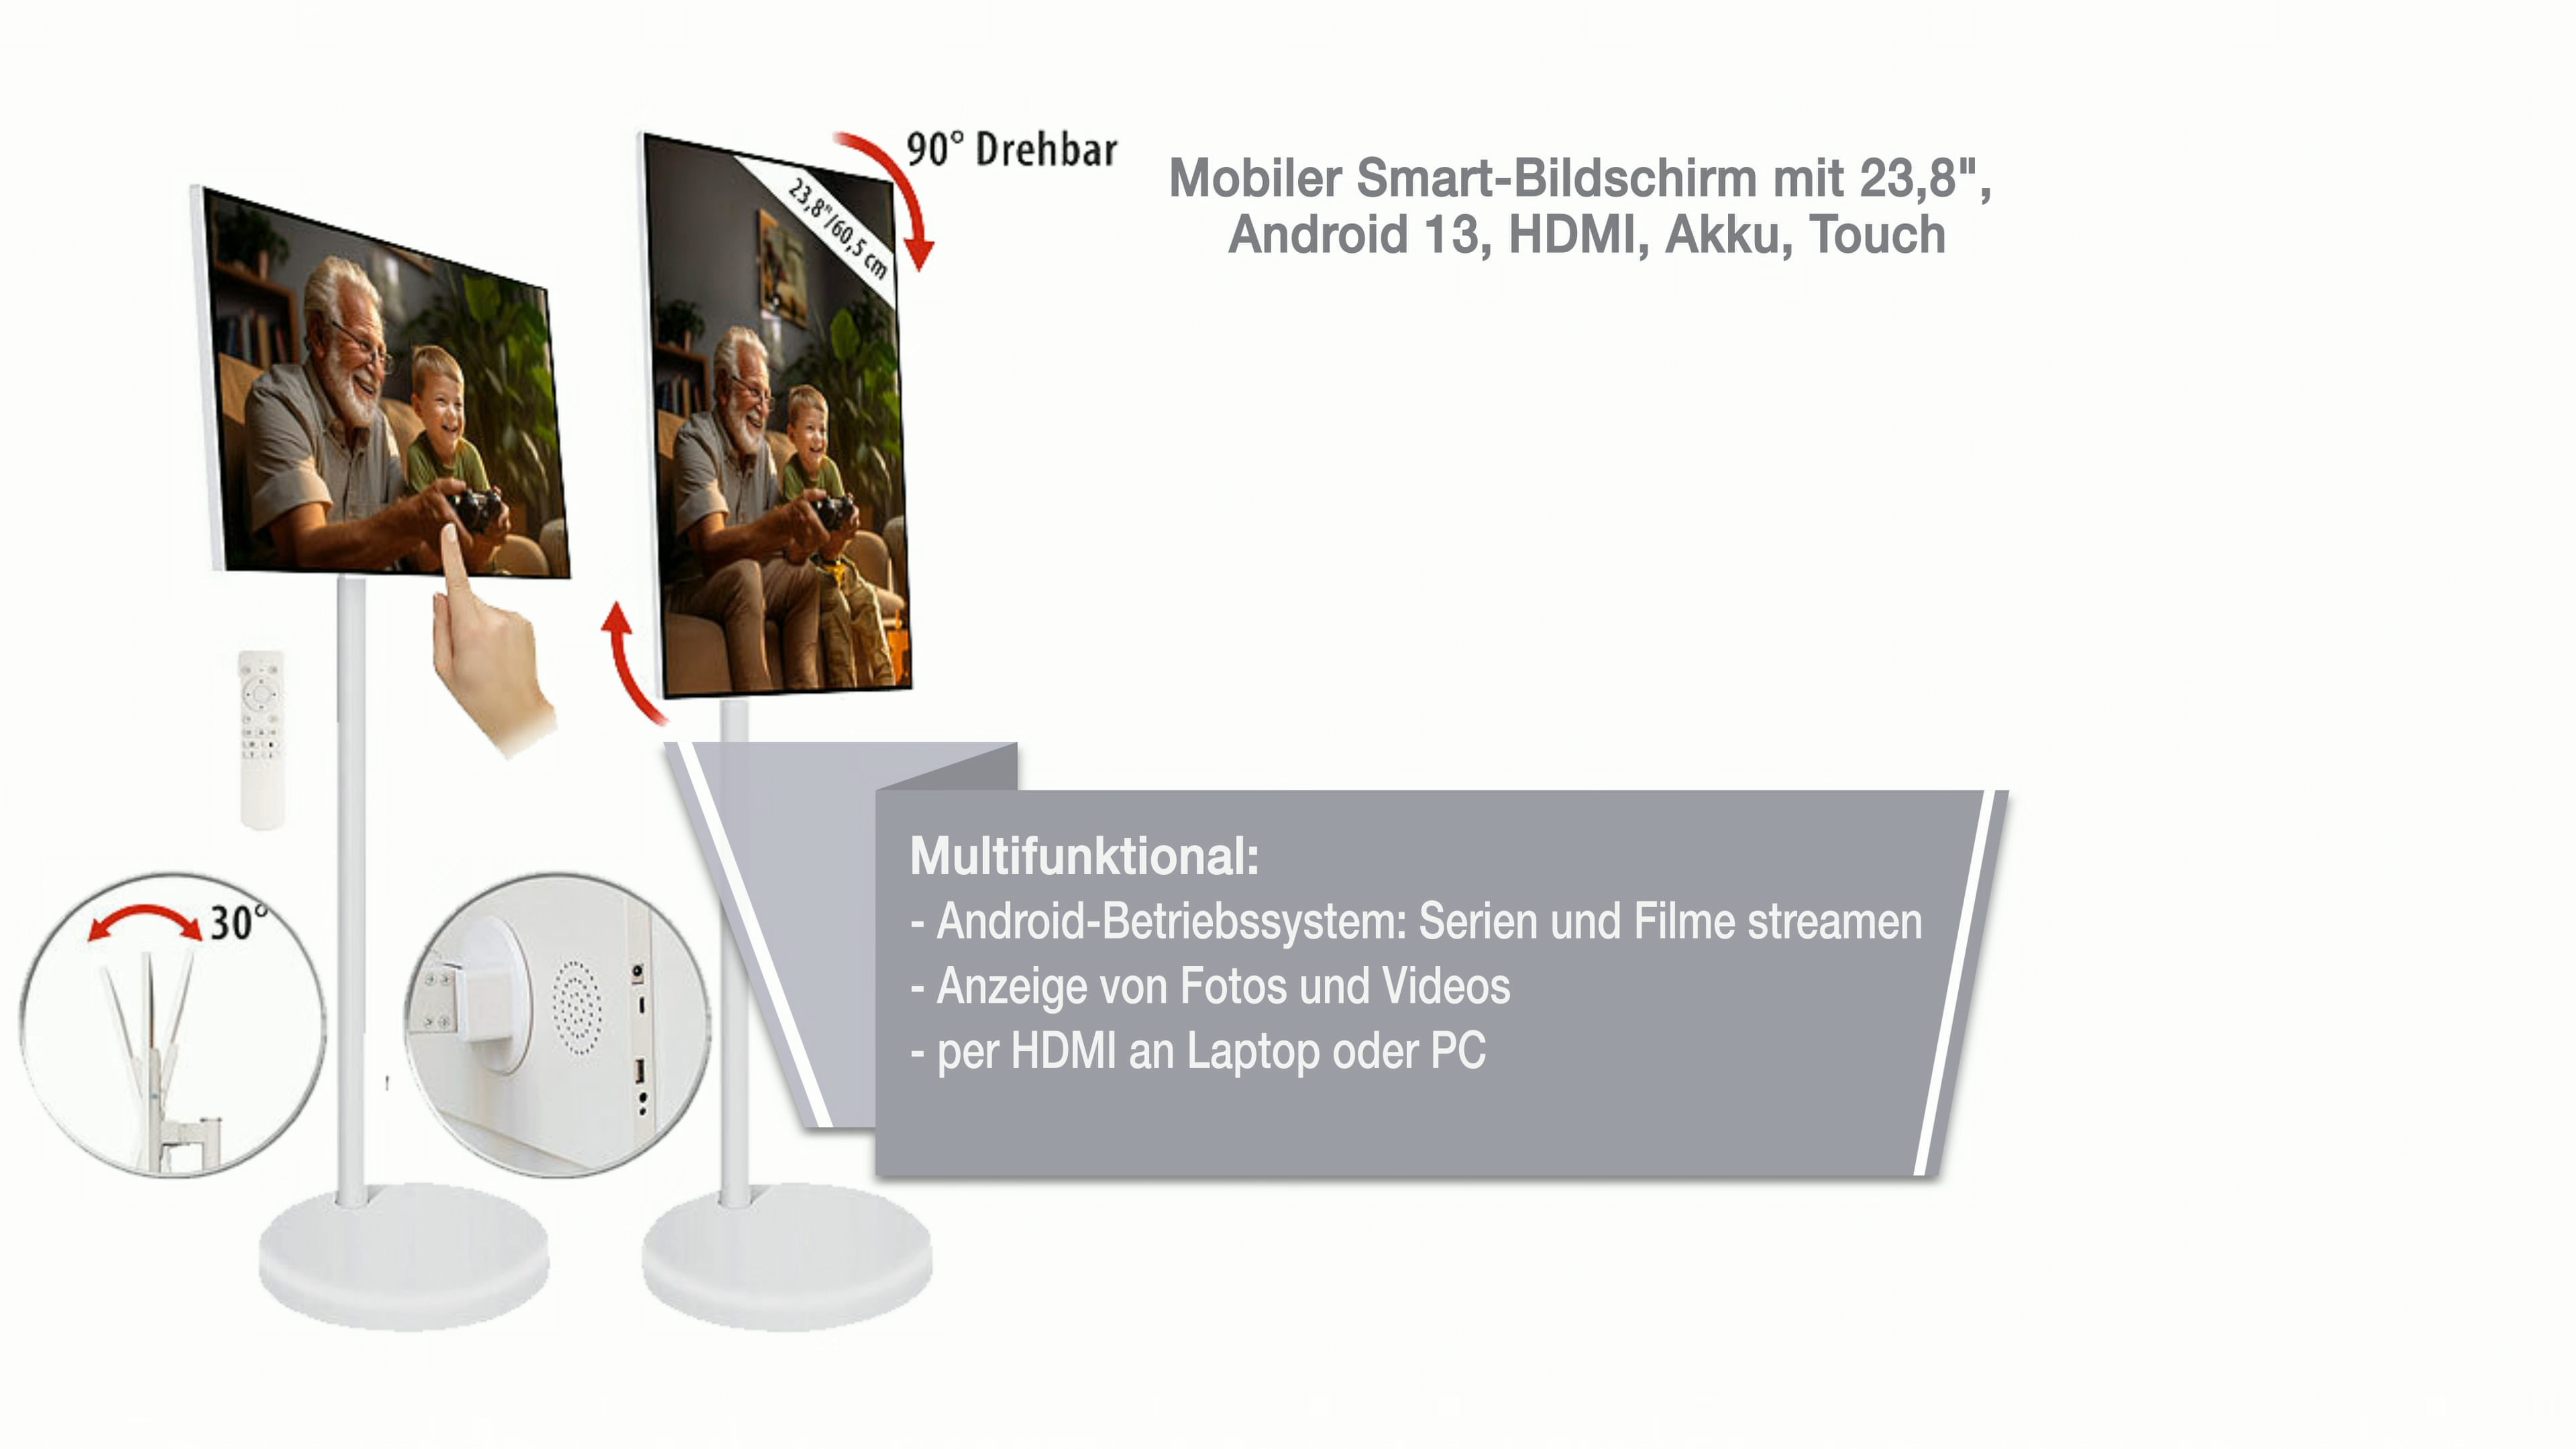 90° Drehbar
23,8"/60,5 cm
Mobiler Smart-Bildschirm mit 23,8",
Android 13, HDMI, Akku, Touch
30°
Multifunktional:
- Android-Betriebssystem: Serien und Filme streamen
- Anzeige von Fotos und Videos
- per HDMI an Laptop oder PC